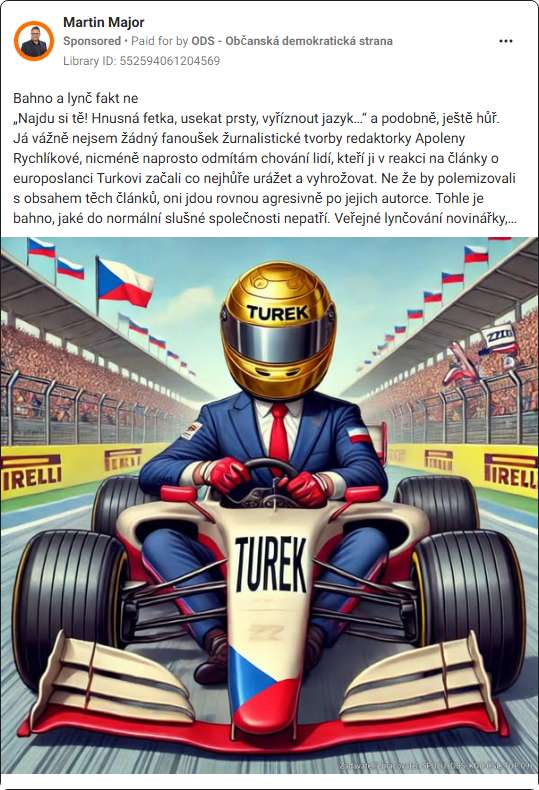 Martin Major
Sponsored • Paid for by ODS - Občanská demokratická strana
Library ID: 552594061204569
Bahno a lynč fakt ne
„Najdu si tě! Hnusná fetka, usekat prsty, vyříznout jazyk...“ a podobně, ještě hůř.
Já vážně nejsem žádný fanoušek žurnalistické tvorby redaktorky Apoleny
Rychlíkové, nicméně naprosto odmítám chování lidí, kteří ji v reakci na články o
europoslanci Turkovi začali co nejhůře urážet a vyhrožovat. Ne že by polemizovali
s obsahem těch článků, oni jdou rovnou agresivně po jejich autorce. Tohle je
bahno, jaké do normální slušné společnosti nepatří. Veřejné lynčování novinářky,...
TUREK
IRELLI
IRELLI
PIREL
TUREK